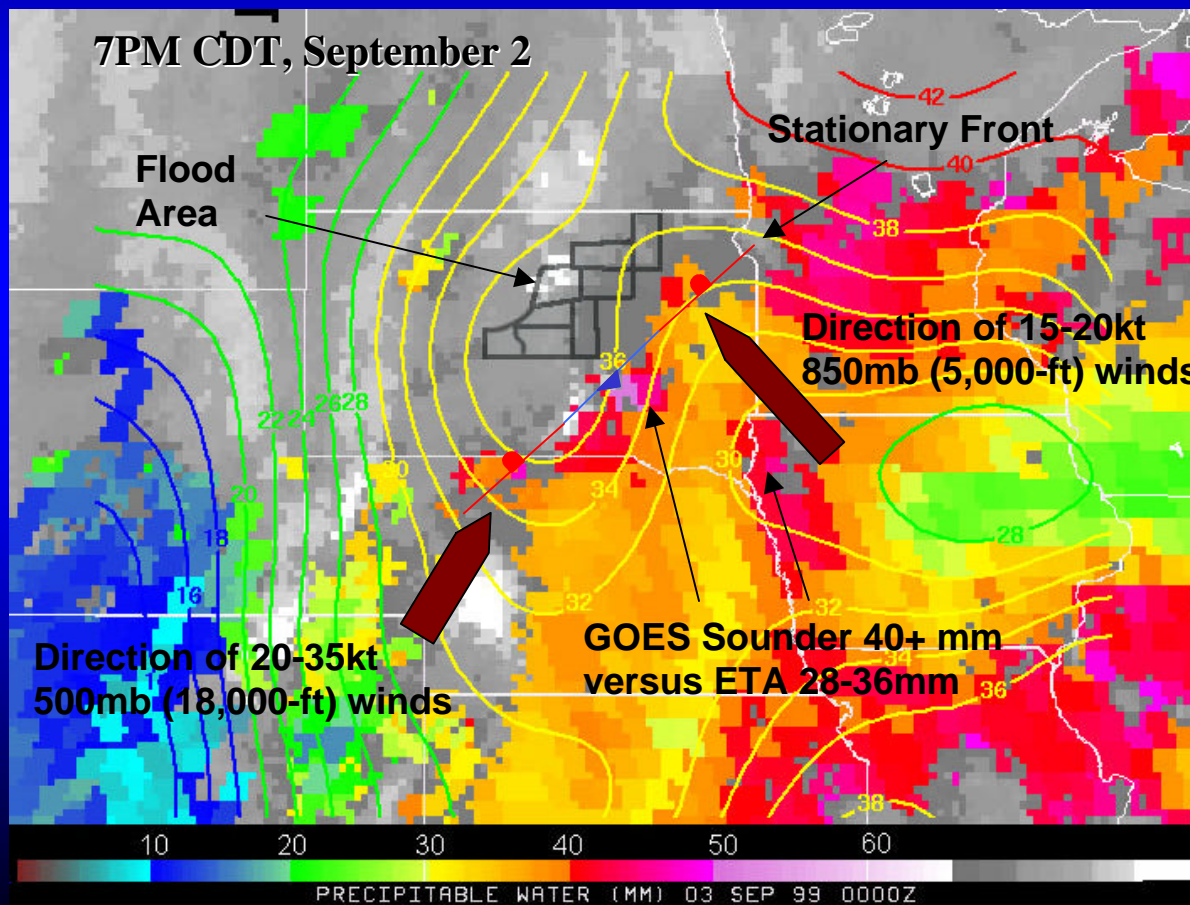 7PM CDT, September 2
42
Stationary Front
40
Flood
Area
38
Direction of 15-20kt
850mb (5,000-ft) winds
36
22 24 26 28
30
30
20
34
28
18
16
32
32
Direction of 20-35kt
500mb (18,000-ft) winds
GOES Sounder 40+ mm
versus ETA 28-36mm
34
36
38
10 20 30 40 50 60
PRECIPITABLE WATER (MM) 03 SEP 99 0000Z